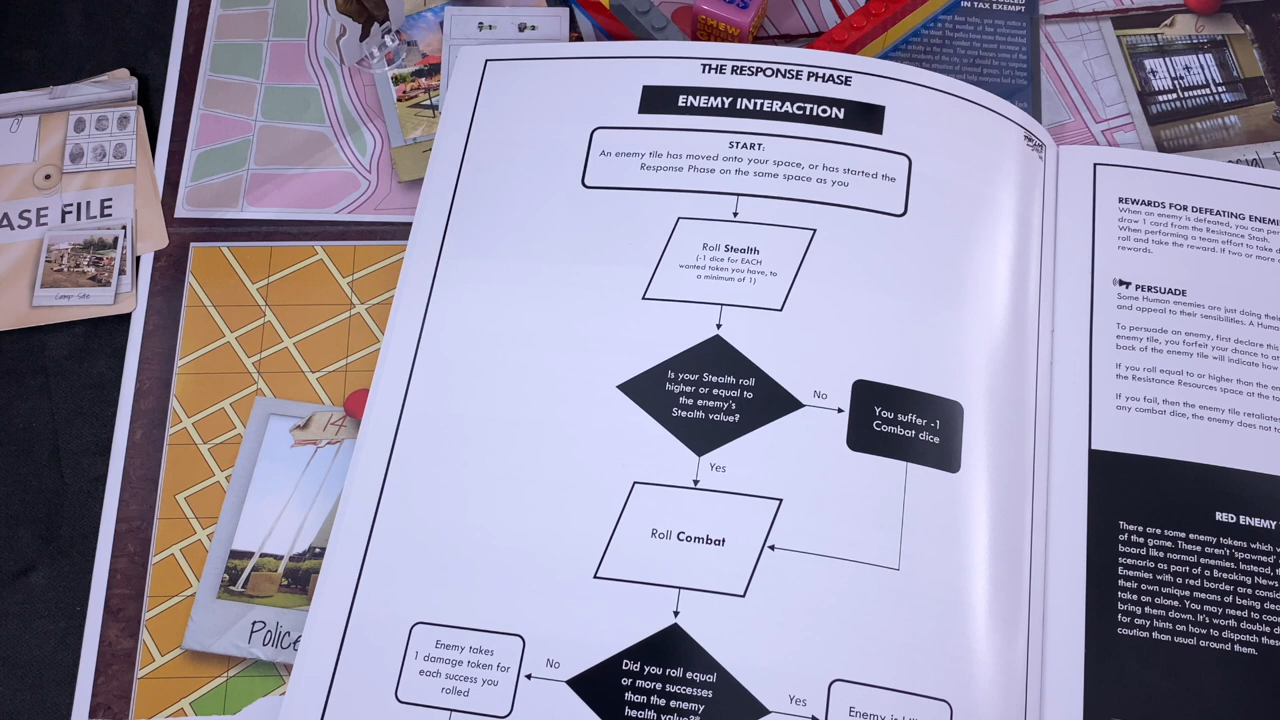 THE RESPONSE PHASE
ENEMY INTERACTION
START:
An enemy tile has moved onto your space, or has started the
Response Phase on the same space as you
Roll Stealth
(-1 dice for EACH
wanted token you have, to
a minimum of 1)
Is your Stealth roll
higher or equal to
the enemy's
Stealth value?
No
You suffer -1
Combat dice
Yes
Roll Combat
Did you roll equal
or more successes
than the enemy
health value?*
No
Enemy takes
1 damage token for
each success you
rolled
Yes
Enemy is
REWARDS FOR DEFEATING
When an enemy is defeated, you can
draw 1 card from the Resistance Stash.
When performing a team effort to take
roll and take the reward. If two or more
rewards.
PERSUADE
Some Human enemies are just doing their
and appeal to their sensibilities. A
To persuade an enemy, first declare this
enemy tile, you forfeit your chance to
back of the enemy tile will indicate how
If you roll equal to or higher than the
the Resistance Resources space at the
If you fail, then the enemy tile retaliates
any combat dice, the enemy does not
RED ENEMY
There are some enemy tokens which
of the game. These aren't 'spawned'
board like normal enemies. Instead,
scenario as part of a Breaking News
Enemies with a red border are
their own unique means of being
take on alone. You may need to
bring them down. It's worth double
for any hints on how to dispatch
caution than usual around them.
ASE FILE
Camp Site
14
Police
6
CHEW
IN TAX EXEMPT